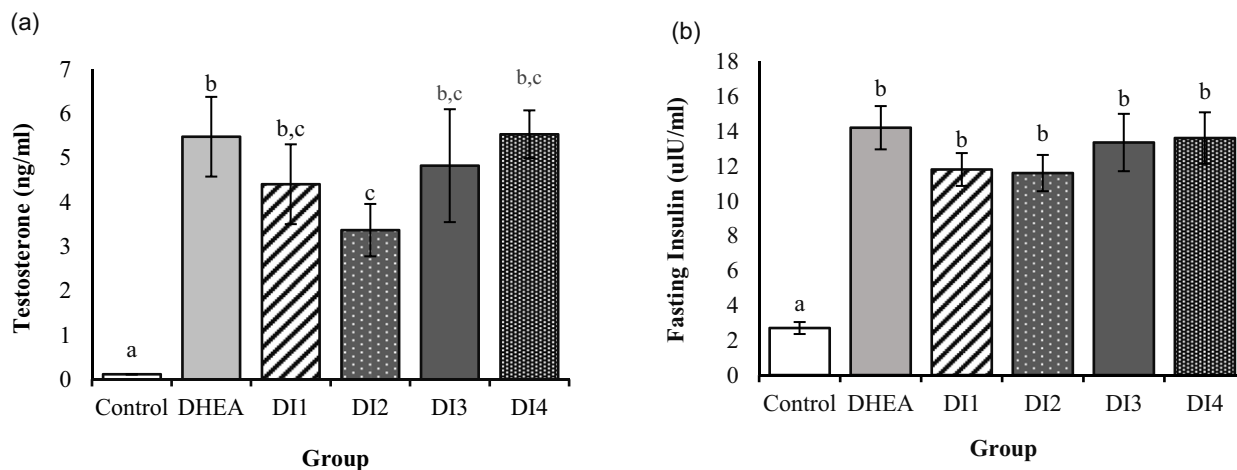 (a)
Testosterone (ng/ml)
7
6
5
4
3
2
1
0
a
b
b,c
c
b,c
b,c
Control DHEA DI1 DI2 DI3 DI4
Group
(b)
Fasting Insulin (uIU/ml)
18
16
14
12
10
8
6
4
2
0
a
b
b
b
b
b
Control DHEA DI1 DI2 DI3 DI4
Group